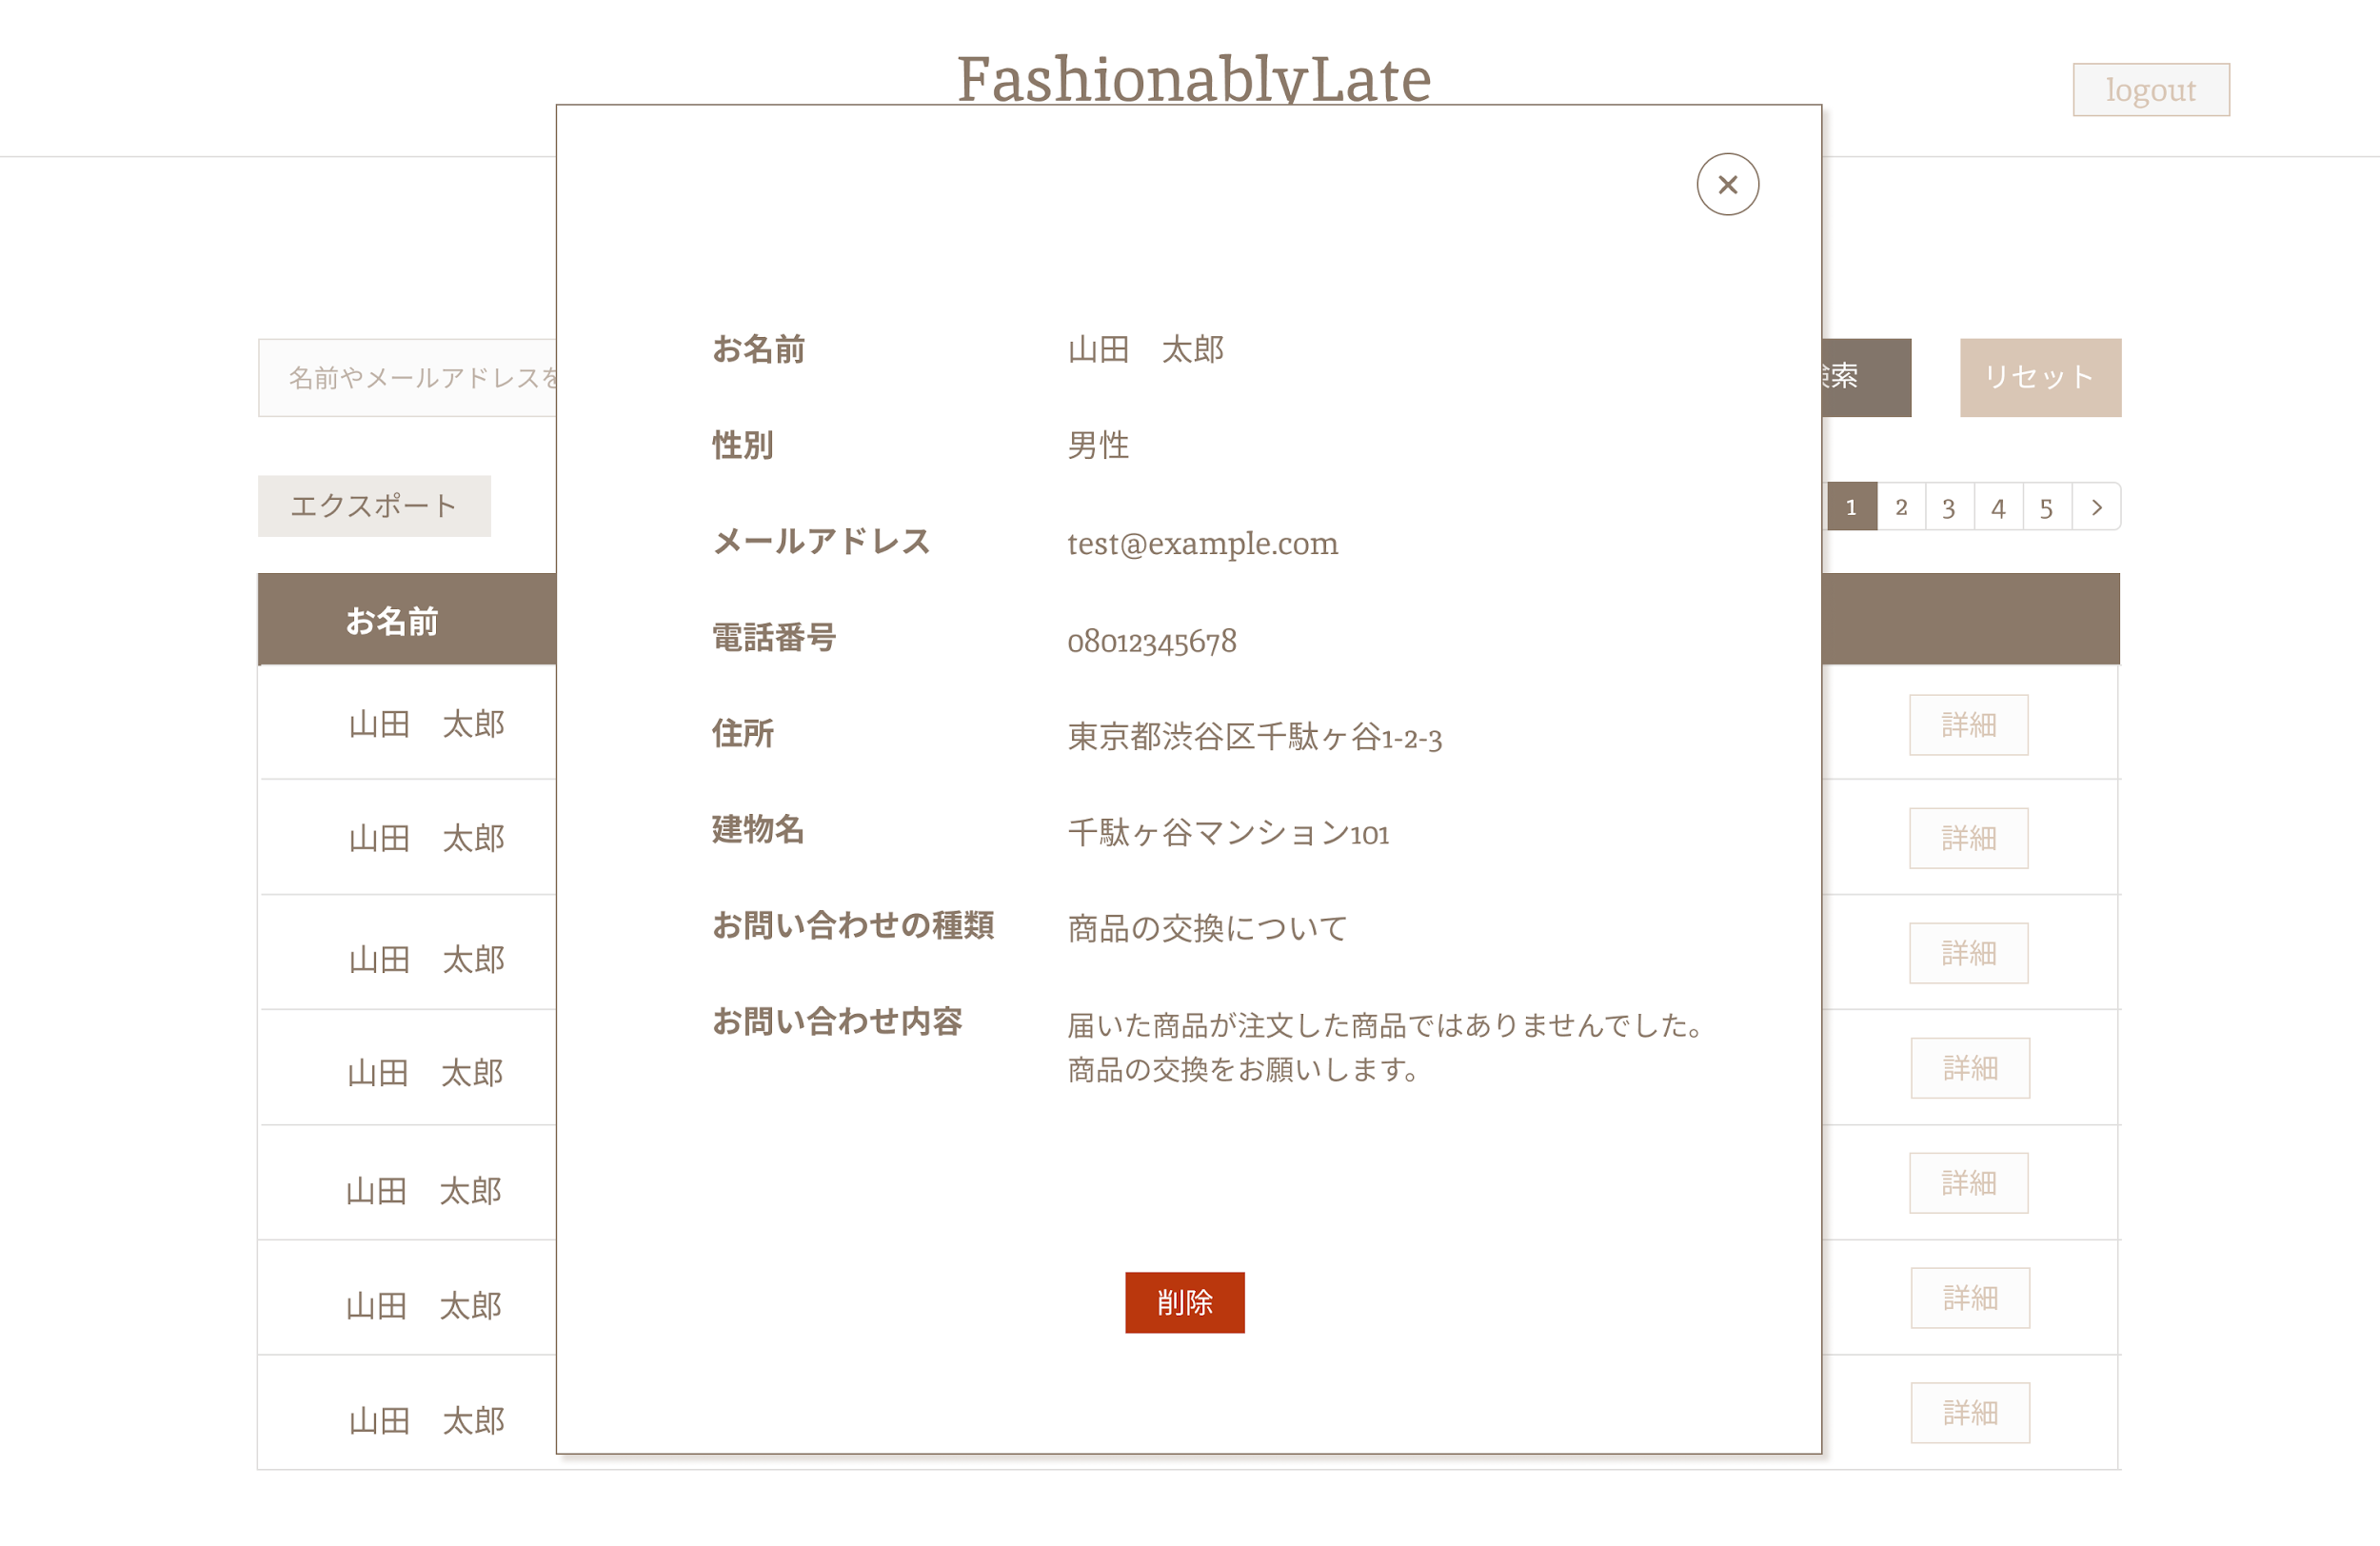 FashionablyLate
logout
お名前 山田 太郎
性別 男性
メールアドレス test@example.com
電話番号 08012345678
住所 東京都渋谷区千駄ヶ谷1-2-3
建物名 千駄ヶ谷マンション101
お問い合わせの種類 商品の交換について
お問い合わせ内容 届いた商品が注文した商品ではありませんでした。
商品の交換をお願いします。
削除
名前やメールアドレスを
索 リセット
エクスポート
1 2 3 4 5 >
お名前
山田 太郎 詳細
山田 太郎 詳細
山田 太郎 詳細
山田 太郎 詳細
山田 太郎 詳細
山田 太郎 詳細
山田 太郎 詳細